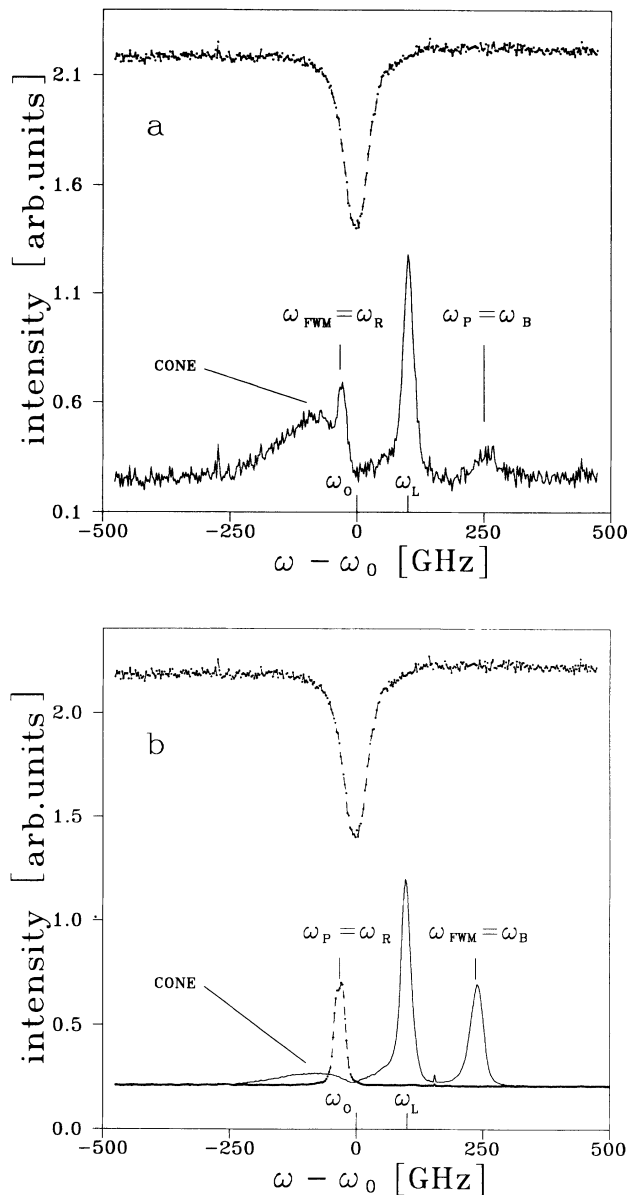 intensity [arb.units]
2.1
1.6
1.1
0.6
0.1
a
ω_FWM = ω_R
ω_P = ω_B
CONE
ω_O
ω_L
−500
−250
0
250
500
ω − ω_0 [GHz]
intensity [arb.units]
2.0
1.5
1.0
0.5
0.0
b
ω_P = ω_R
ω_FWM = ω_B
CONE
ω_O
ω_L
−500
−250
0
250
500
ω − ω_0 [GHz]